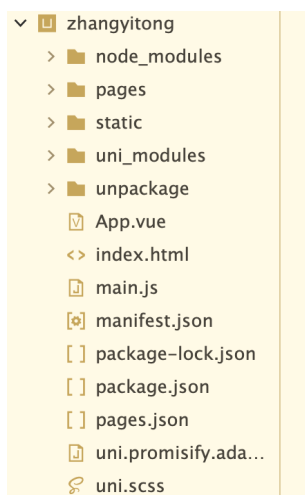 zhangyitong
node_modules
pages
static
uni_modules
unpackage
App.vue
index.html
main.js
manifest.json
package-lock.json
package.json
pages.json
uni.promisify.ada...
uni.scss